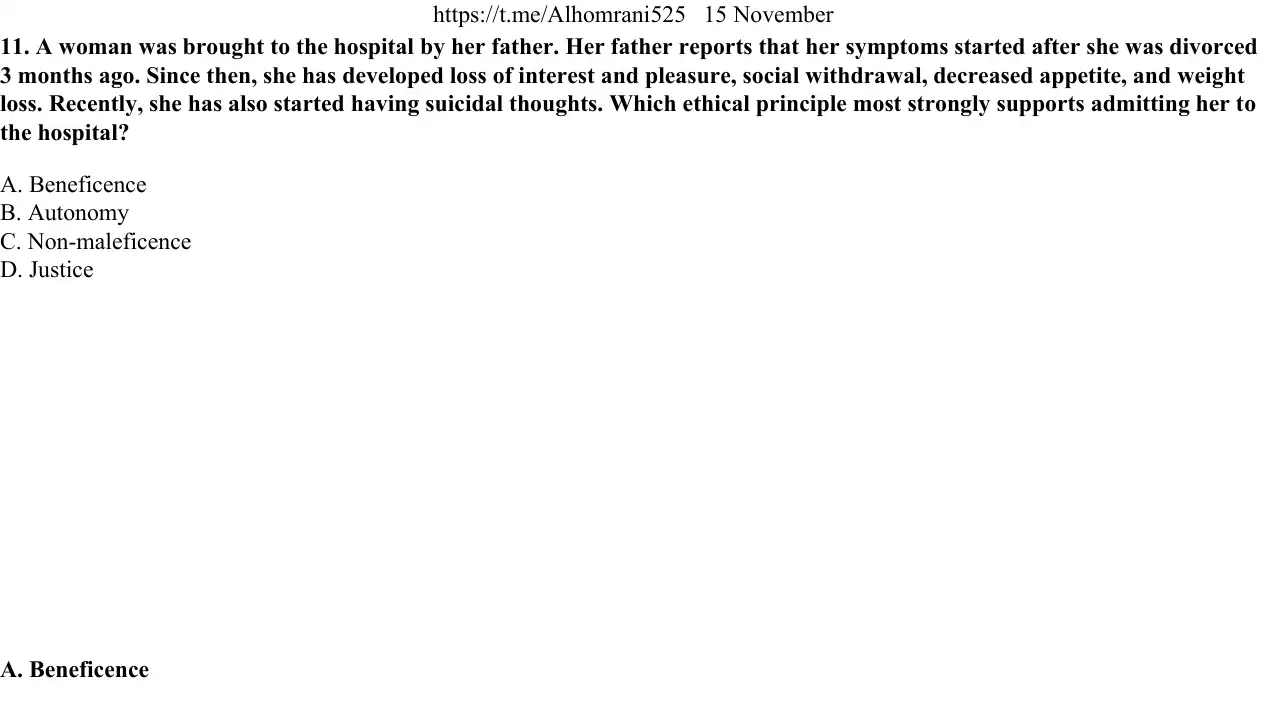 https://t.me/Alhomrani525 15 November
11. A woman was brought to the hospital by her father. Her father reports that her symptoms started after she was divorced
3 months ago. Since then, she has developed loss of interest and pleasure, social withdrawal, decreased appetite, and weight
loss. Recently, she has also started having suicidal thoughts. Which ethical principle most strongly supports admitting her to
the hospital?
A. Beneficence
B. Autonomy
C. Non-maleficence
D. Justice
A. Beneficence